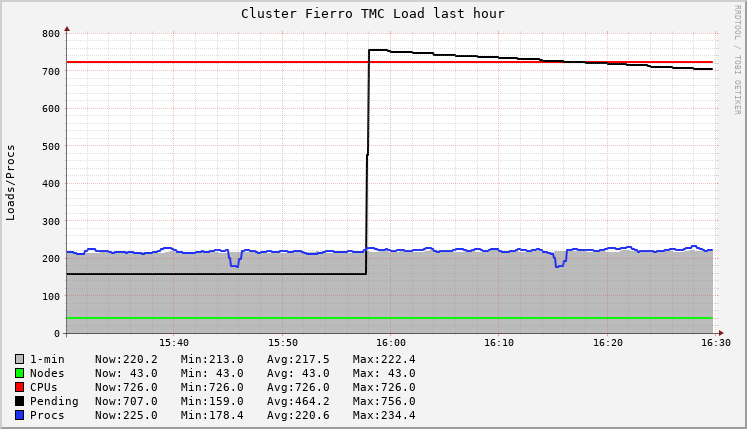 Cluster Fierro TMC Load last hour
RRDTOOL / TOBI OETIKER
Loads/Procs
800
700
600
500
400
300
200
100
0
15:40 15:50 16:00 16:10 16:20 16:30
1-min Now:220.2 Min:213.0 Avg:217.5 Max:222.4
Nodes Now: 43.0 Min: 43.0 Avg: 43.0 Max: 43.0
CPUs Now:726.0 Min:726.0 Avg:726.0 Max:726.0
Pending Now:707.0 Min:159.0 Avg:464.2 Max:756.0
Procs Now:225.0 Min:178.4 Avg:220.6 Max:234.4